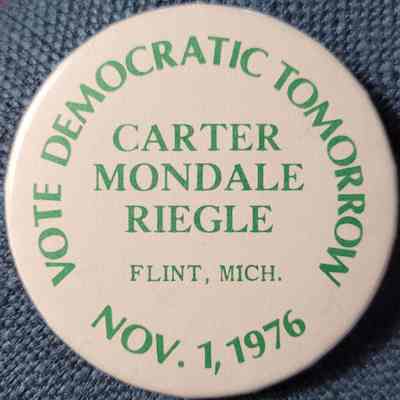 VOTE DEMOCRATIC TOMORROW
CARTER
MONDALE
RIEGLE
FLINT, MICH.
NOV. 1, 1976